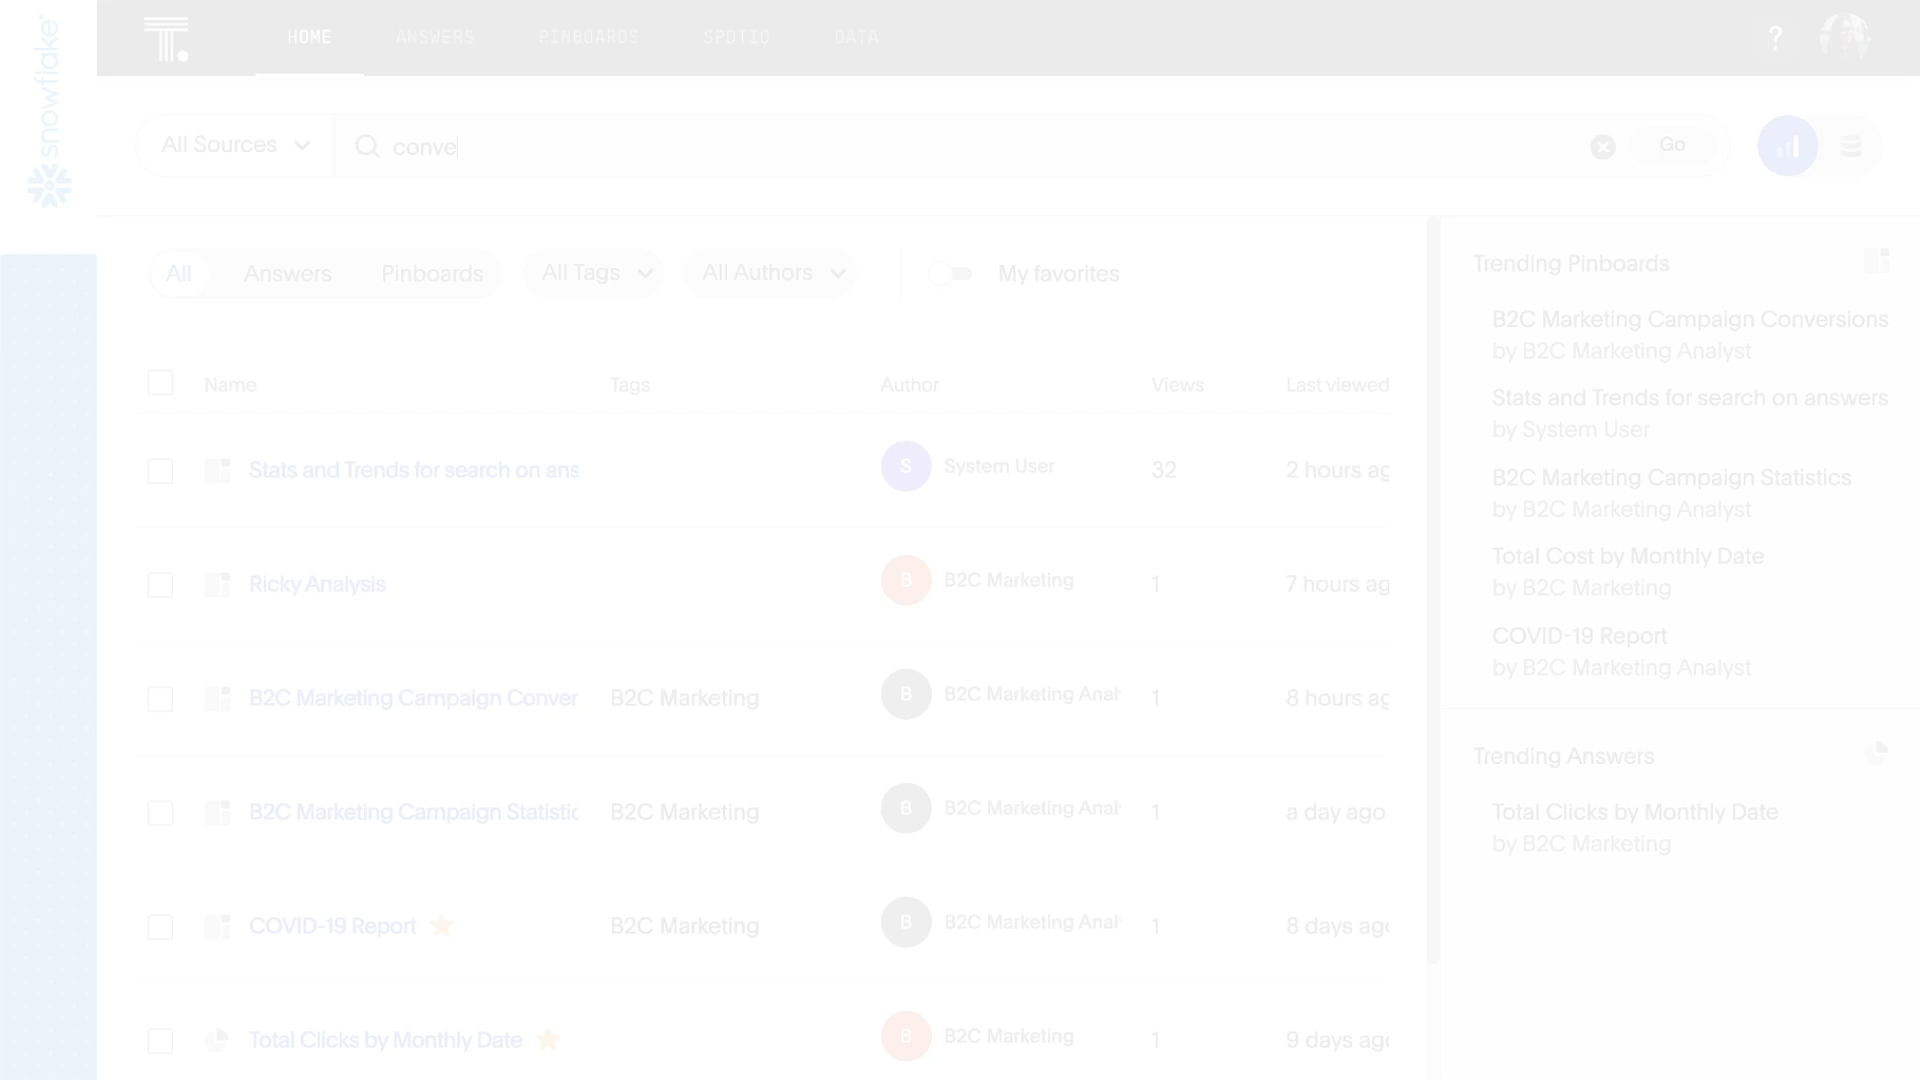 snowflake
HOME ANSWERS PINBOARDS SPOTIQ DATA ?
All Sources conve Go
All Answers Pinboards All Tags All Authors My favorites
Name Tags Author Views Last viewed
Stats and Trends for search on ans S System User 32 2 hours ag
Ricky Analysis B B2C Marketing 1 7 hours ag
B2C Marketing Campaign Conver B2C Marketing B B2C Marketing Anal 1 8 hours ag
B2C Marketing Campaign Statistic B2C Marketing B B2C Marketing Anal 1 a day ago
COVID-19 Report B2C Marketing B B2C Marketing Anal 1 8 days ago
Total Clicks by Monthly Date B B2C Marketing 1 9 days ago
Trending Pinboards
B2C Marketing Campaign Conversions
by B2C Marketing Analyst
Stats and Trends for search on answers
by System User
B2C Marketing Campaign Statistics
by B2C Marketing Analyst
Total Cost by Monthly Date
by B2C Marketing
COVID-19 Report
by B2C Marketing Analyst
Trending Answers
Total Clicks by Monthly Date
by B2C Marketing